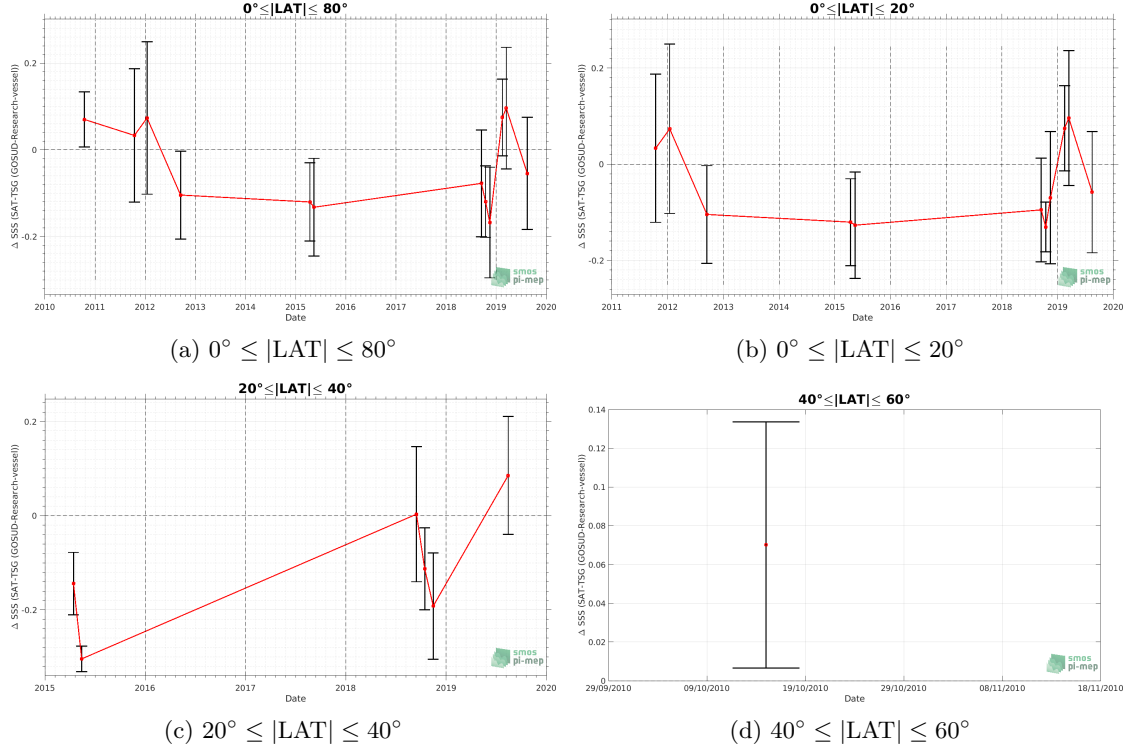 0°≤|LAT|≤ 80°
Δ SSS (SAT-TSG (GOSUD-Research-vessel))
0.2
0
-0.2
2010 2011 2012 2013 2014 2015 2016 2017 2018 2019 2020
Date
smos
pi-mep
(a) 0° ≤ |LAT| ≤ 80°
0°≤|LAT|≤ 20°
Δ SSS (SAT-TSG (GOSUD-Research-vessel))
0.2
0
-0.2
2011 2012 2013 2014 2015 2016 2017 2018 2019 2020
Date
smos
pi-mep
(b) 0° ≤ |LAT| ≤ 20°
20°≤|LAT|≤ 40°
Δ SSS (SAT-TSG (GOSUD-Research-vessel))
0.2
0
-0.2
2015 2016 2017 2018 2019 2020
Date
smos
pi-mep
(c) 20° ≤ |LAT| ≤ 40°
40°≤|LAT|≤ 60°
Δ SSS (SAT-TSG (GOSUD-Research-vessel))
0.14
0.12
0.1
0.08
0.06
0.04
0.02
0
29/09/2010 09/10/2010 19/10/2010 29/10/2010 08/11/2010 18/11/2010
Date
smos
pi-mep
(d) 40° ≤ |LAT| ≤ 60°